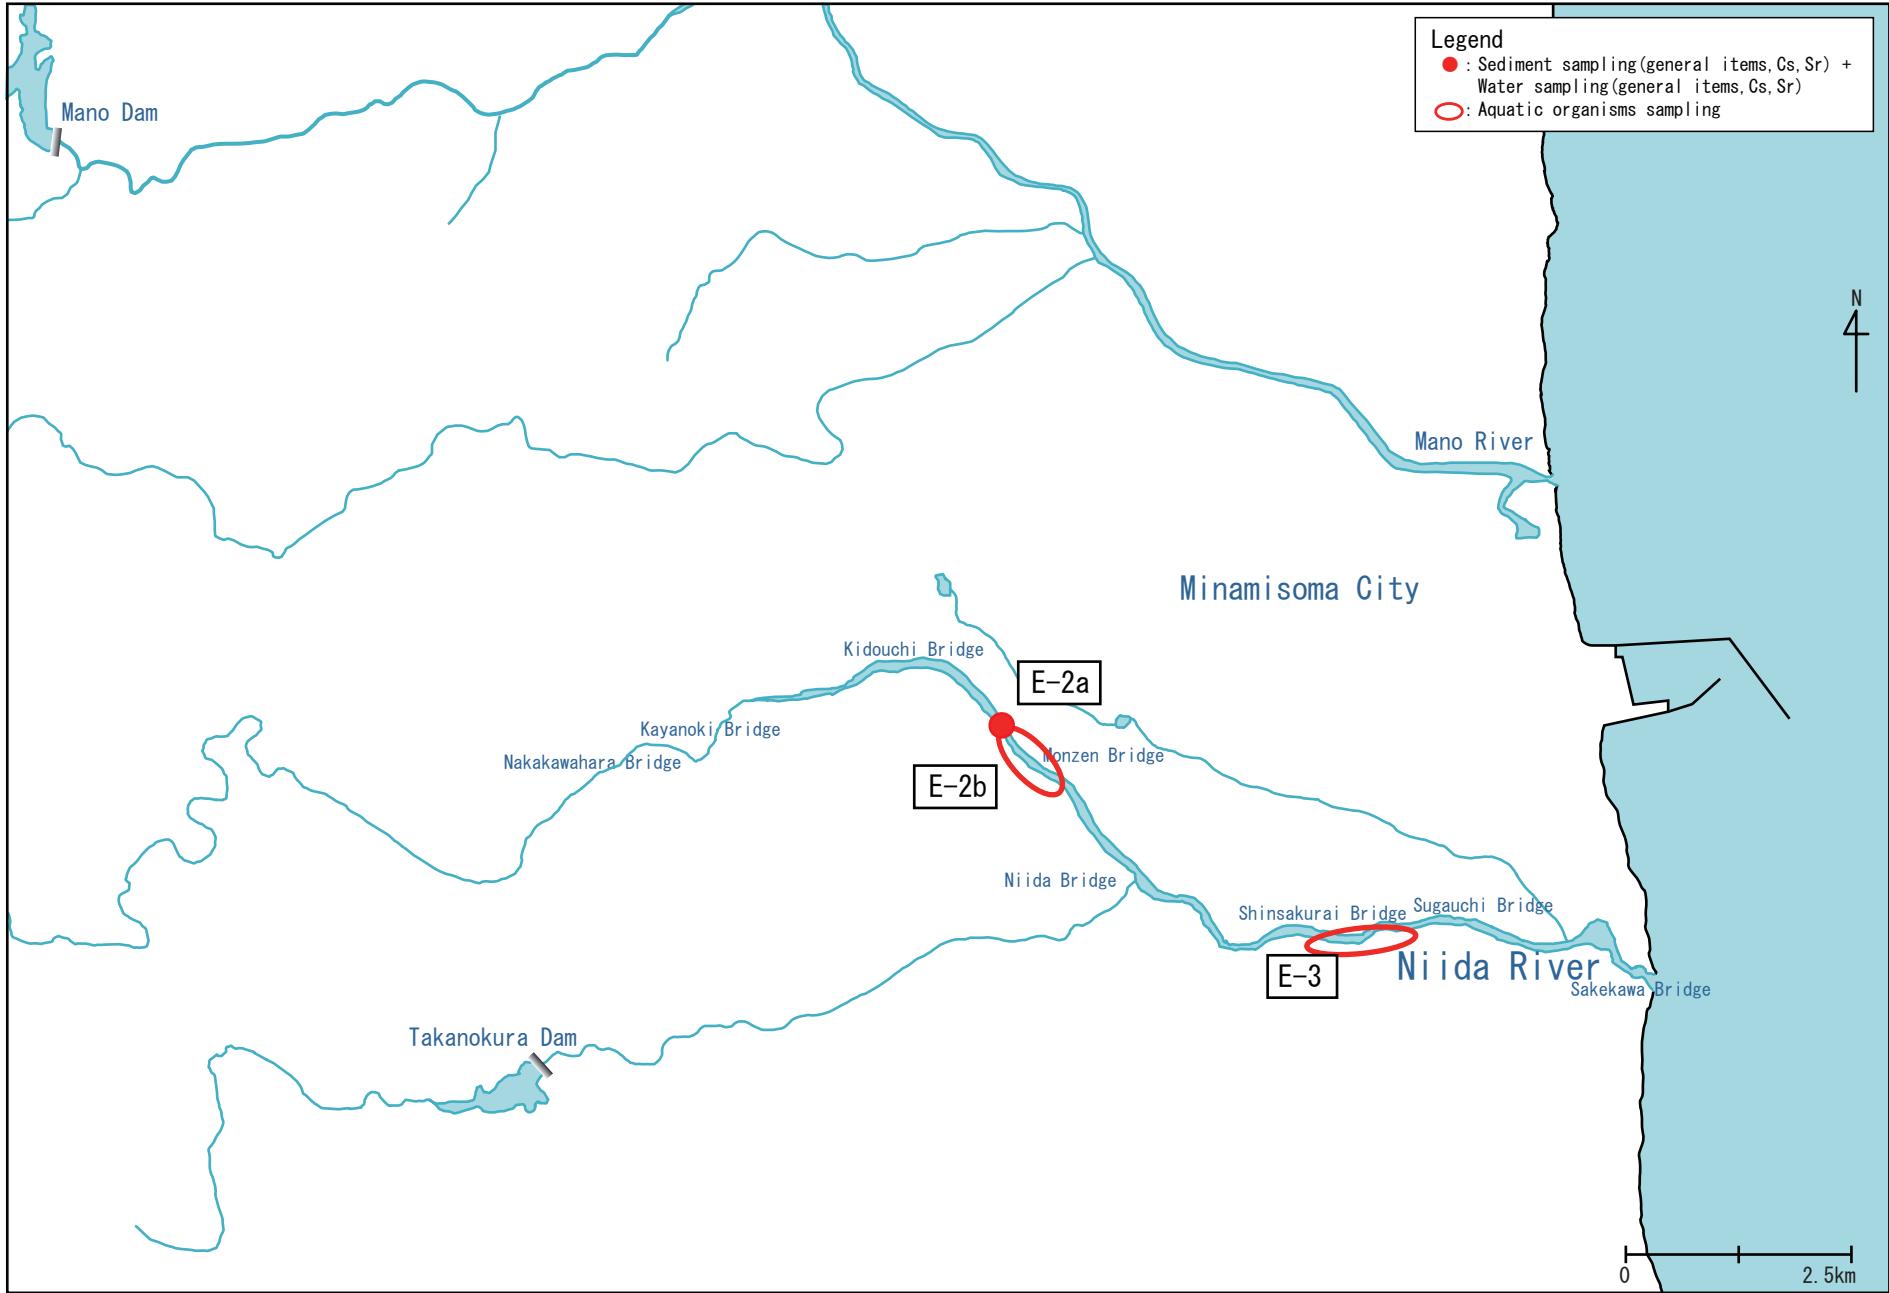 Legend
: Sediment sampling(general items,Cs,Sr) +
Water sampling(general items,Cs,Sr)
: Aquatic organisms sampling
Mano Dam
N
Mano River
Minamisoma City
Kidouchi Bridge
E-2a
Kayanoki Bridge
Monzen Bridge
Nakakawahara Bridge
E-2b
Niida Bridge
Sugauchi Bridge
Shinsakurai Bridge
Niida River
E-3
Sakekawa Bridge
Takanokura Dam
0 2.5km